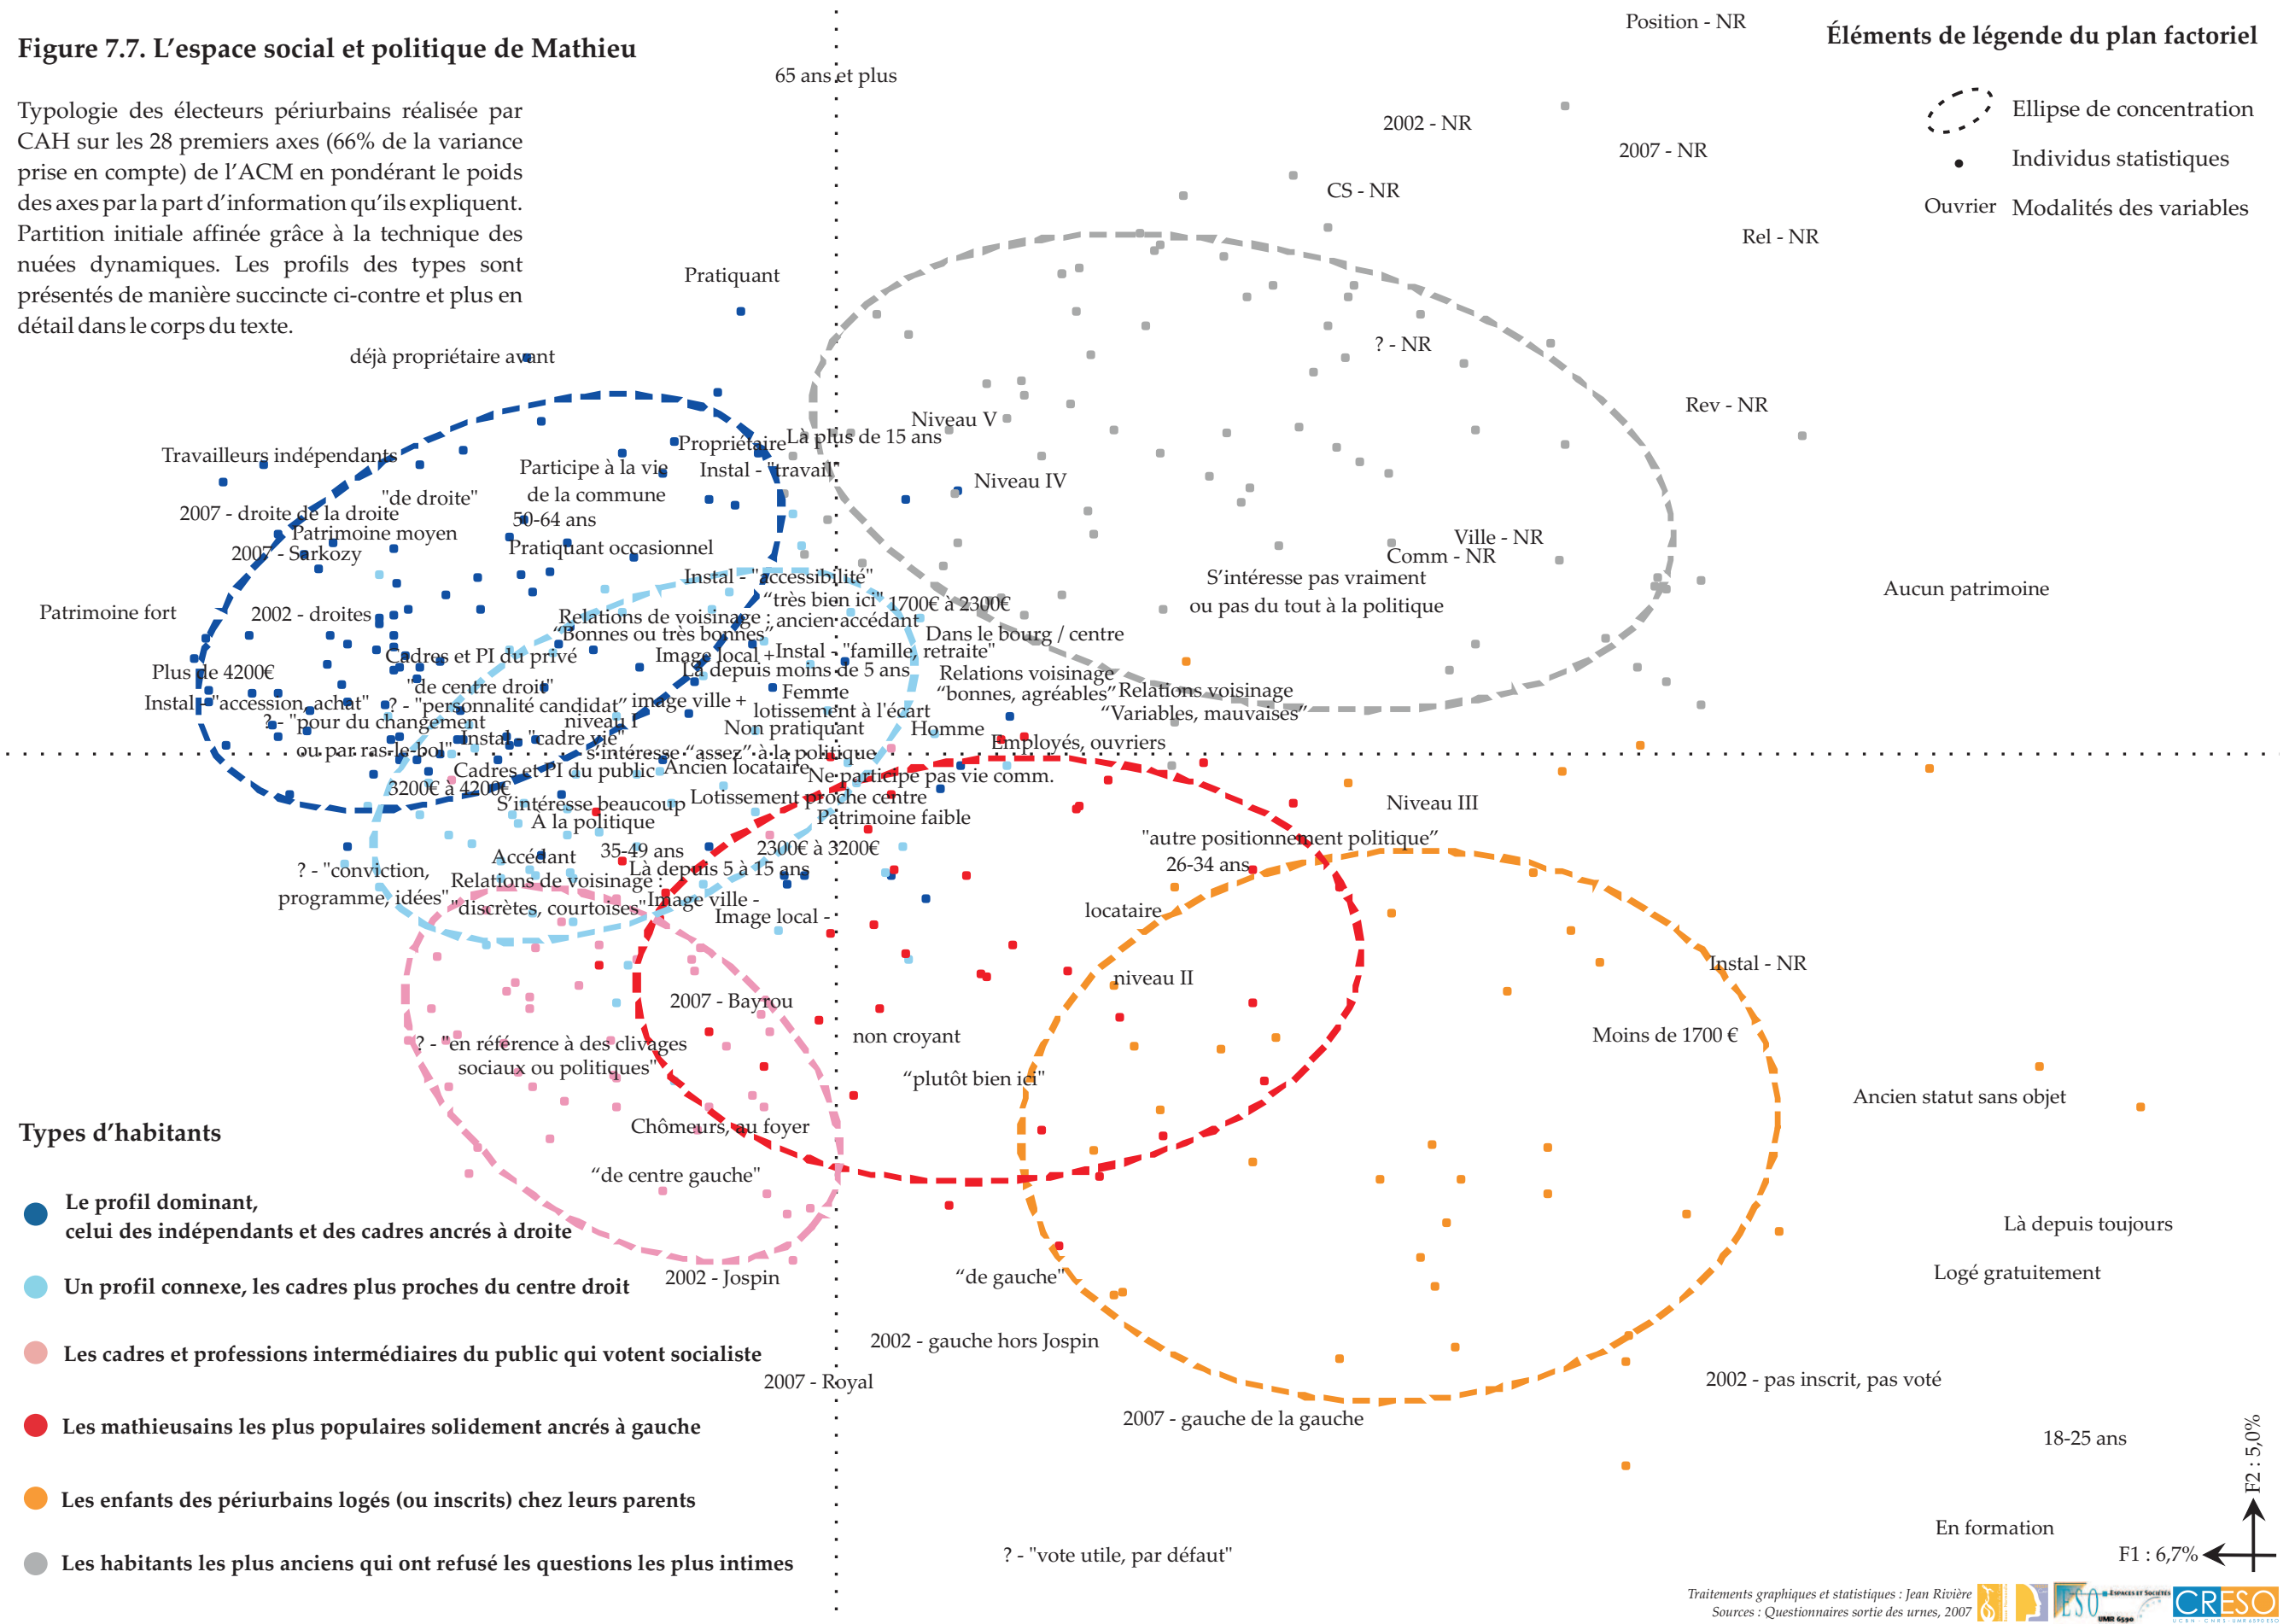 Figure 7.7. L’espace social et politique de Mathieu
Typologie des électeurs périurbains réalisée par
CAH sur les 28 premiers axes (66% de la variance
prise en compte) de l’ACM en pondérant le poids
des axes par la part d’information qu’ils expliquent.
Partition initiale affinée grâce à la technique des
nuées dynamiques. Les profils des types sont
présentés de manière succincte ci-contre et plus en
détail dans le corps du texte.
Éléments de légende du plan factoriel
Ellipse de concentration
Individus statistiques
Ouvrier Modalités des variables
Position - NR
65 ans et plus
2002 - NR
2007 - NR
CS - NR
Rel - NR
Pratiquant
? - NR
déjà propriétaire avant
Rev - NR
Niveau V
Propriétaire
Là plus de 15 ans
Travailleurs indépendants
Participe à la vie
de la commune
Instal - "travail"
Niveau IV
"de droite"
2007 - droite de la droite
50-64 ans
Patrimoine moyen
2007 - Sarkozy
Pratiquant occasionnel
Ville - NR
Comm - NR
Instal - "accessibilité"
S’intéresse pas vraiment
ou pas du tout à la politique
Aucun patrimoine
“très bien ici”
1700€ à 2300€
Patrimoine fort
2002 - droites
Relations de voisinage :
“Bonnes ou très bonnes”
ancien accédant
Dans le bourg / centre
Cadres et PI du privé
Image local +
Instal - "famille, retraite"
Là depuis moins de 5 ans
Plus de 4200€
Relations voisinage
“bonnes, agréables”
Relations voisinage
“Variables, mauvaises”
"de centre droit"
Femme
Instal - "accession, achat"
? - "personnalité candidat”
image ville +
lotissement à l'écart
? - "pour du changement
ou par ras-le-bol"
niveau I
Non pratiquant
Homme
Instal - "cadre vie"
Employés, ouvriers
s’intéresse “assez” à la politique
Cadres et PI du public
Ancien locataire
Ne participe pas vie comm.
3200€ à 4200€
S’intéresse beaucoup
À la politique
Lotissement proche centre
Patrimoine faible
Niveau III
"autre positionnement politique”
26-34 ans
Accédant
35-49 ans
2300€ à 3200€
Là depuis 5 à 15 ans
? - "conviction,
programme, idées"
Relations de voisinage :
"discrètes, courtoises"
Image ville -
Image local -
locataire
Instal - NR
niveau II
2007 - Bayrou
non croyant
Moins de 1700 €
? - "en référence à des clivages
sociaux ou politiques"
“plutôt bien ici"
Ancien statut sans objet
Chômeurs, au foyer
“de centre gauche"
Là depuis toujours
2002 - Jospin
“de gauche"
Logé gratuitement
2002 - gauche hors Jospin
2007 - Royal
2002 - pas inscrit, pas voté
2007 - gauche de la gauche
18-25 ans
En formation
? - "vote utile, par défaut"
Types d’habitants
Le profil dominant,
celui des indépendants et des cadres ancrés à droite
Un profil connexe, les cadres plus proches du centre droit
Les cadres et professions intermédiaires du public qui votent socialiste
Les mathieusains les plus populaires solidement ancrés à gauche
Les enfants des périurbains logés (ou inscrits) chez leurs parents
Les habitants les plus anciens qui ont refusé les questions les plus intimes
F2 : 5,0%
F1 : 6,7%
Traitements graphiques et statistiques : Jean Rivière
Sources : Questionnaires sortie des urnes, 2007
ESO
ESPACES ET SOCIÉTÉS
UMR 6590
CRESO